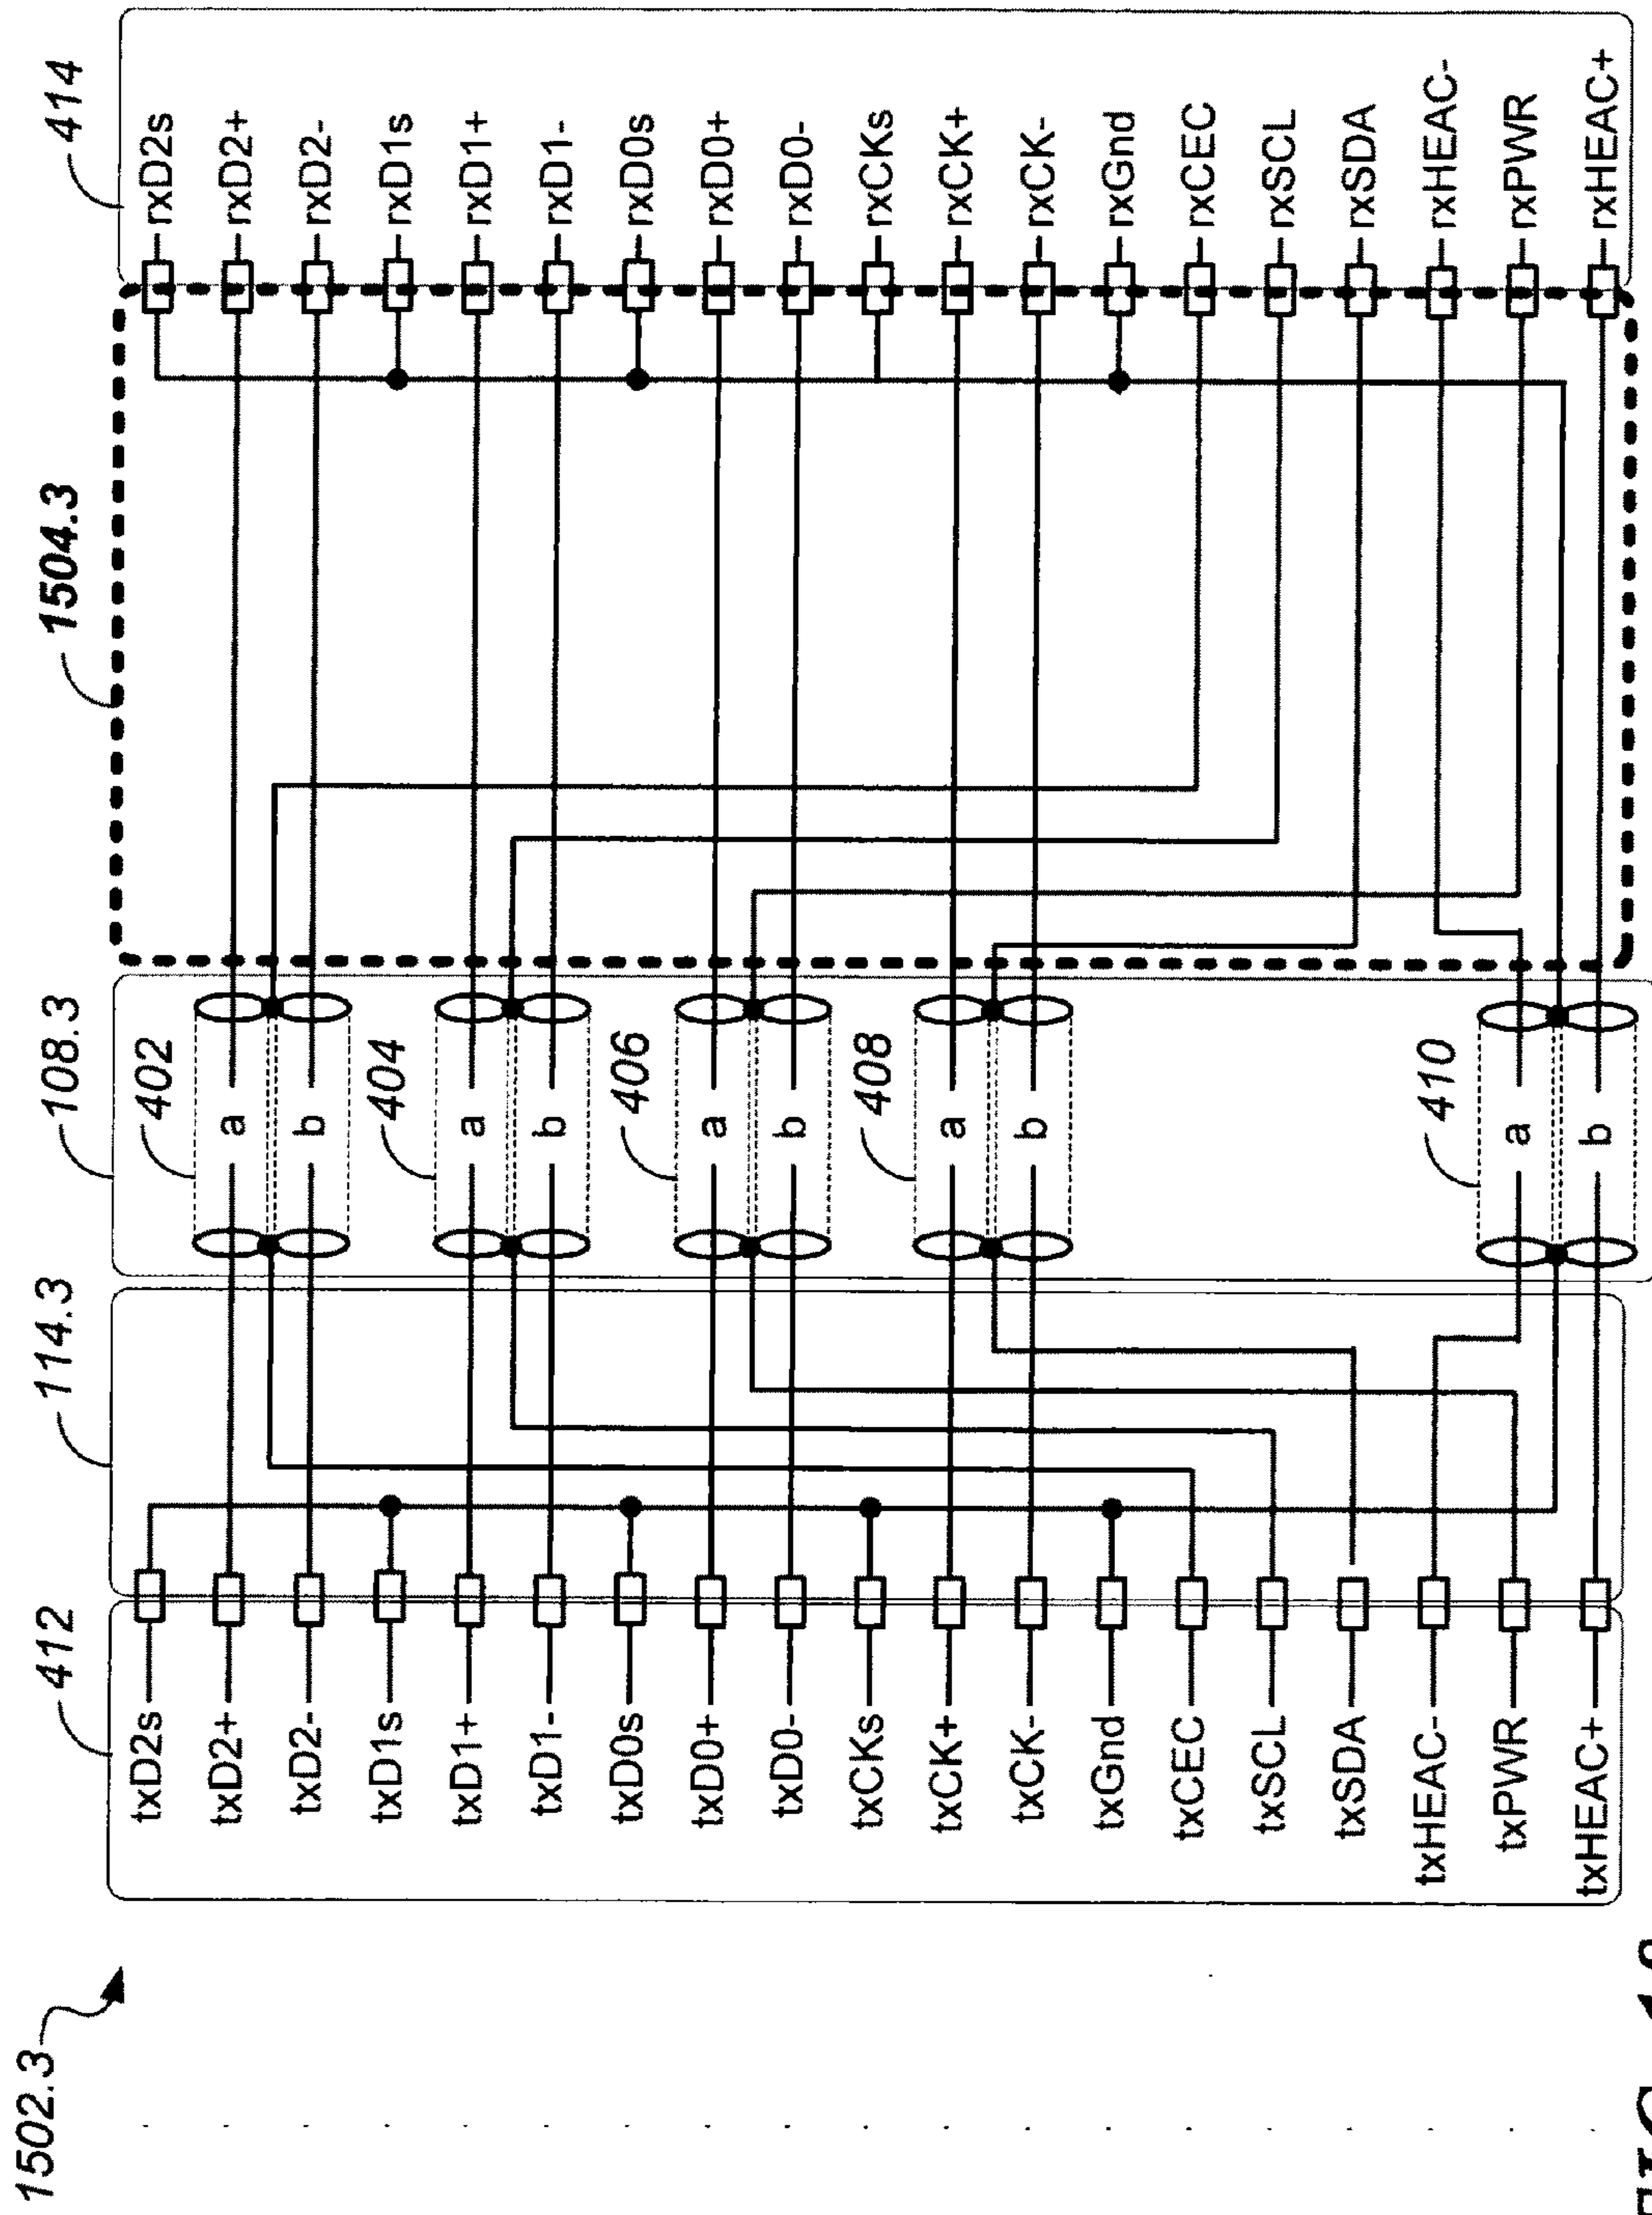 1502.3
412
114.3
108.3
1504.3
414
txD2s
txD2+
txD2-
txD1s
txD1+
txD1-
txD0s
txD0+
txD0-
txCKs
txCK+
txCK-
txGnd
txCEC
txSCL
txSDA
txHEAC-
txPWR
txHEAC+
402
a
b
404
a
b
406
a
b
408
a
b
410
a
b
rxD2s
rxD2+
rxD2-
rxD1s
rxD1+
rxD1-
rxD0s
rxD0+
rxD0-
rxCKs
rxCK+
rxCK-
rxGnd
rxCEC
rxSCL
rxSDA
rxHEAC-
rxPWR
rxHEAC+